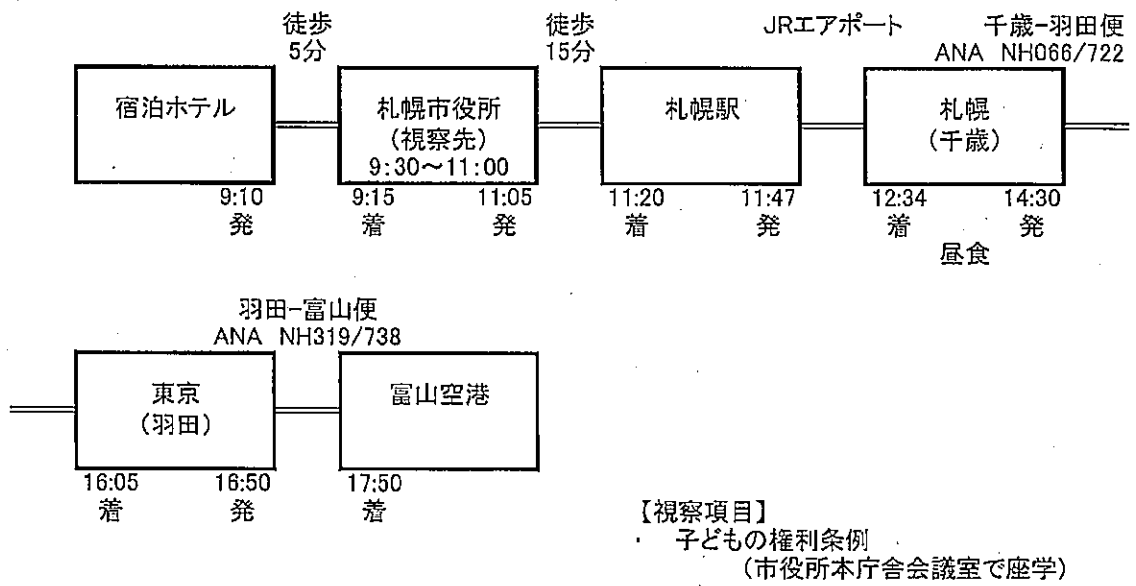 徒歩
5分
徒歩
15分
JRエアポート
千歳−羽田便
ANA NH066/722
宿泊ホテル
9:10
発
札幌市役所
(視察先)
9:30〜11:00
9:15
着
11:05
発
札幌駅
11:20
着
11:47
発
札幌
(千歳)
12:34
着
14:30
発
昼食
羽田−富山便
ANA NH319/738
東京
(羽田)
16:05
着
16:50
発
富山空港
17:50
着
【視察項目】
・ 子どもの権利条例
(市役所本庁舎会議室で座学)